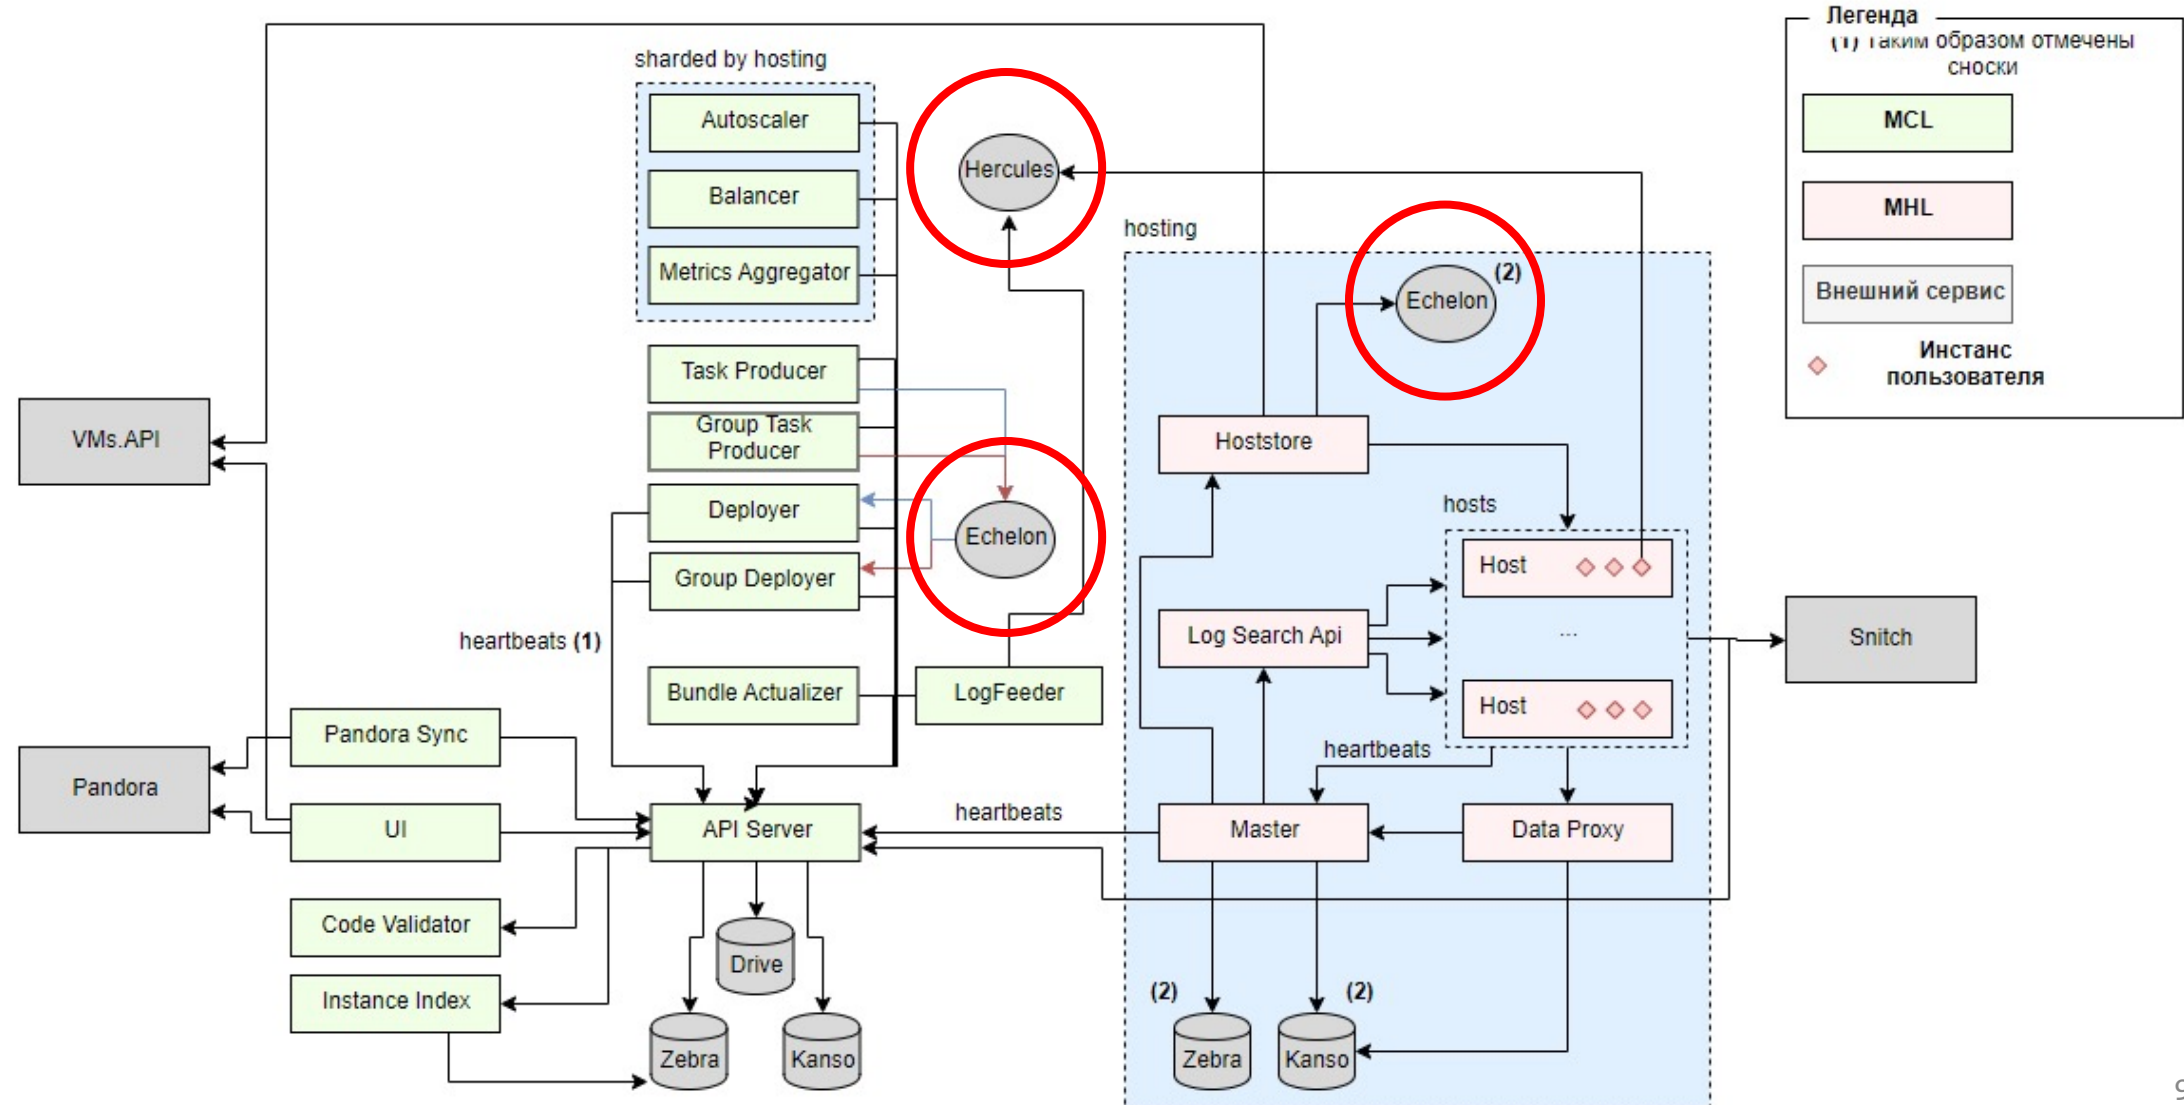 sharded by hosting
Autoscaler
Balancer
Metrics Aggregator
Hercules
hosting
Echelon
(2)
Легенда
(1) Таким образом отмечены
сноски
MCL
MHL
Внешний сервис
Инстанс
пользователя
VMs.API
Task Producer
Group Task
Producer
Deployer
Group Deployer
Echelon
heartbeats (1)
Bundle Actualizer
LogFeeder
Hoststore
hosts
Host
Log Search Api
...
Host
Snitch
heartbeats
Pandora Sync
Pandora
UI
API Server
heartbeats
Master
Data Proxy
Code Validator
Instance Index
Drive
Zebra
Kanso
(2)
(2)
Zebra
Kanso